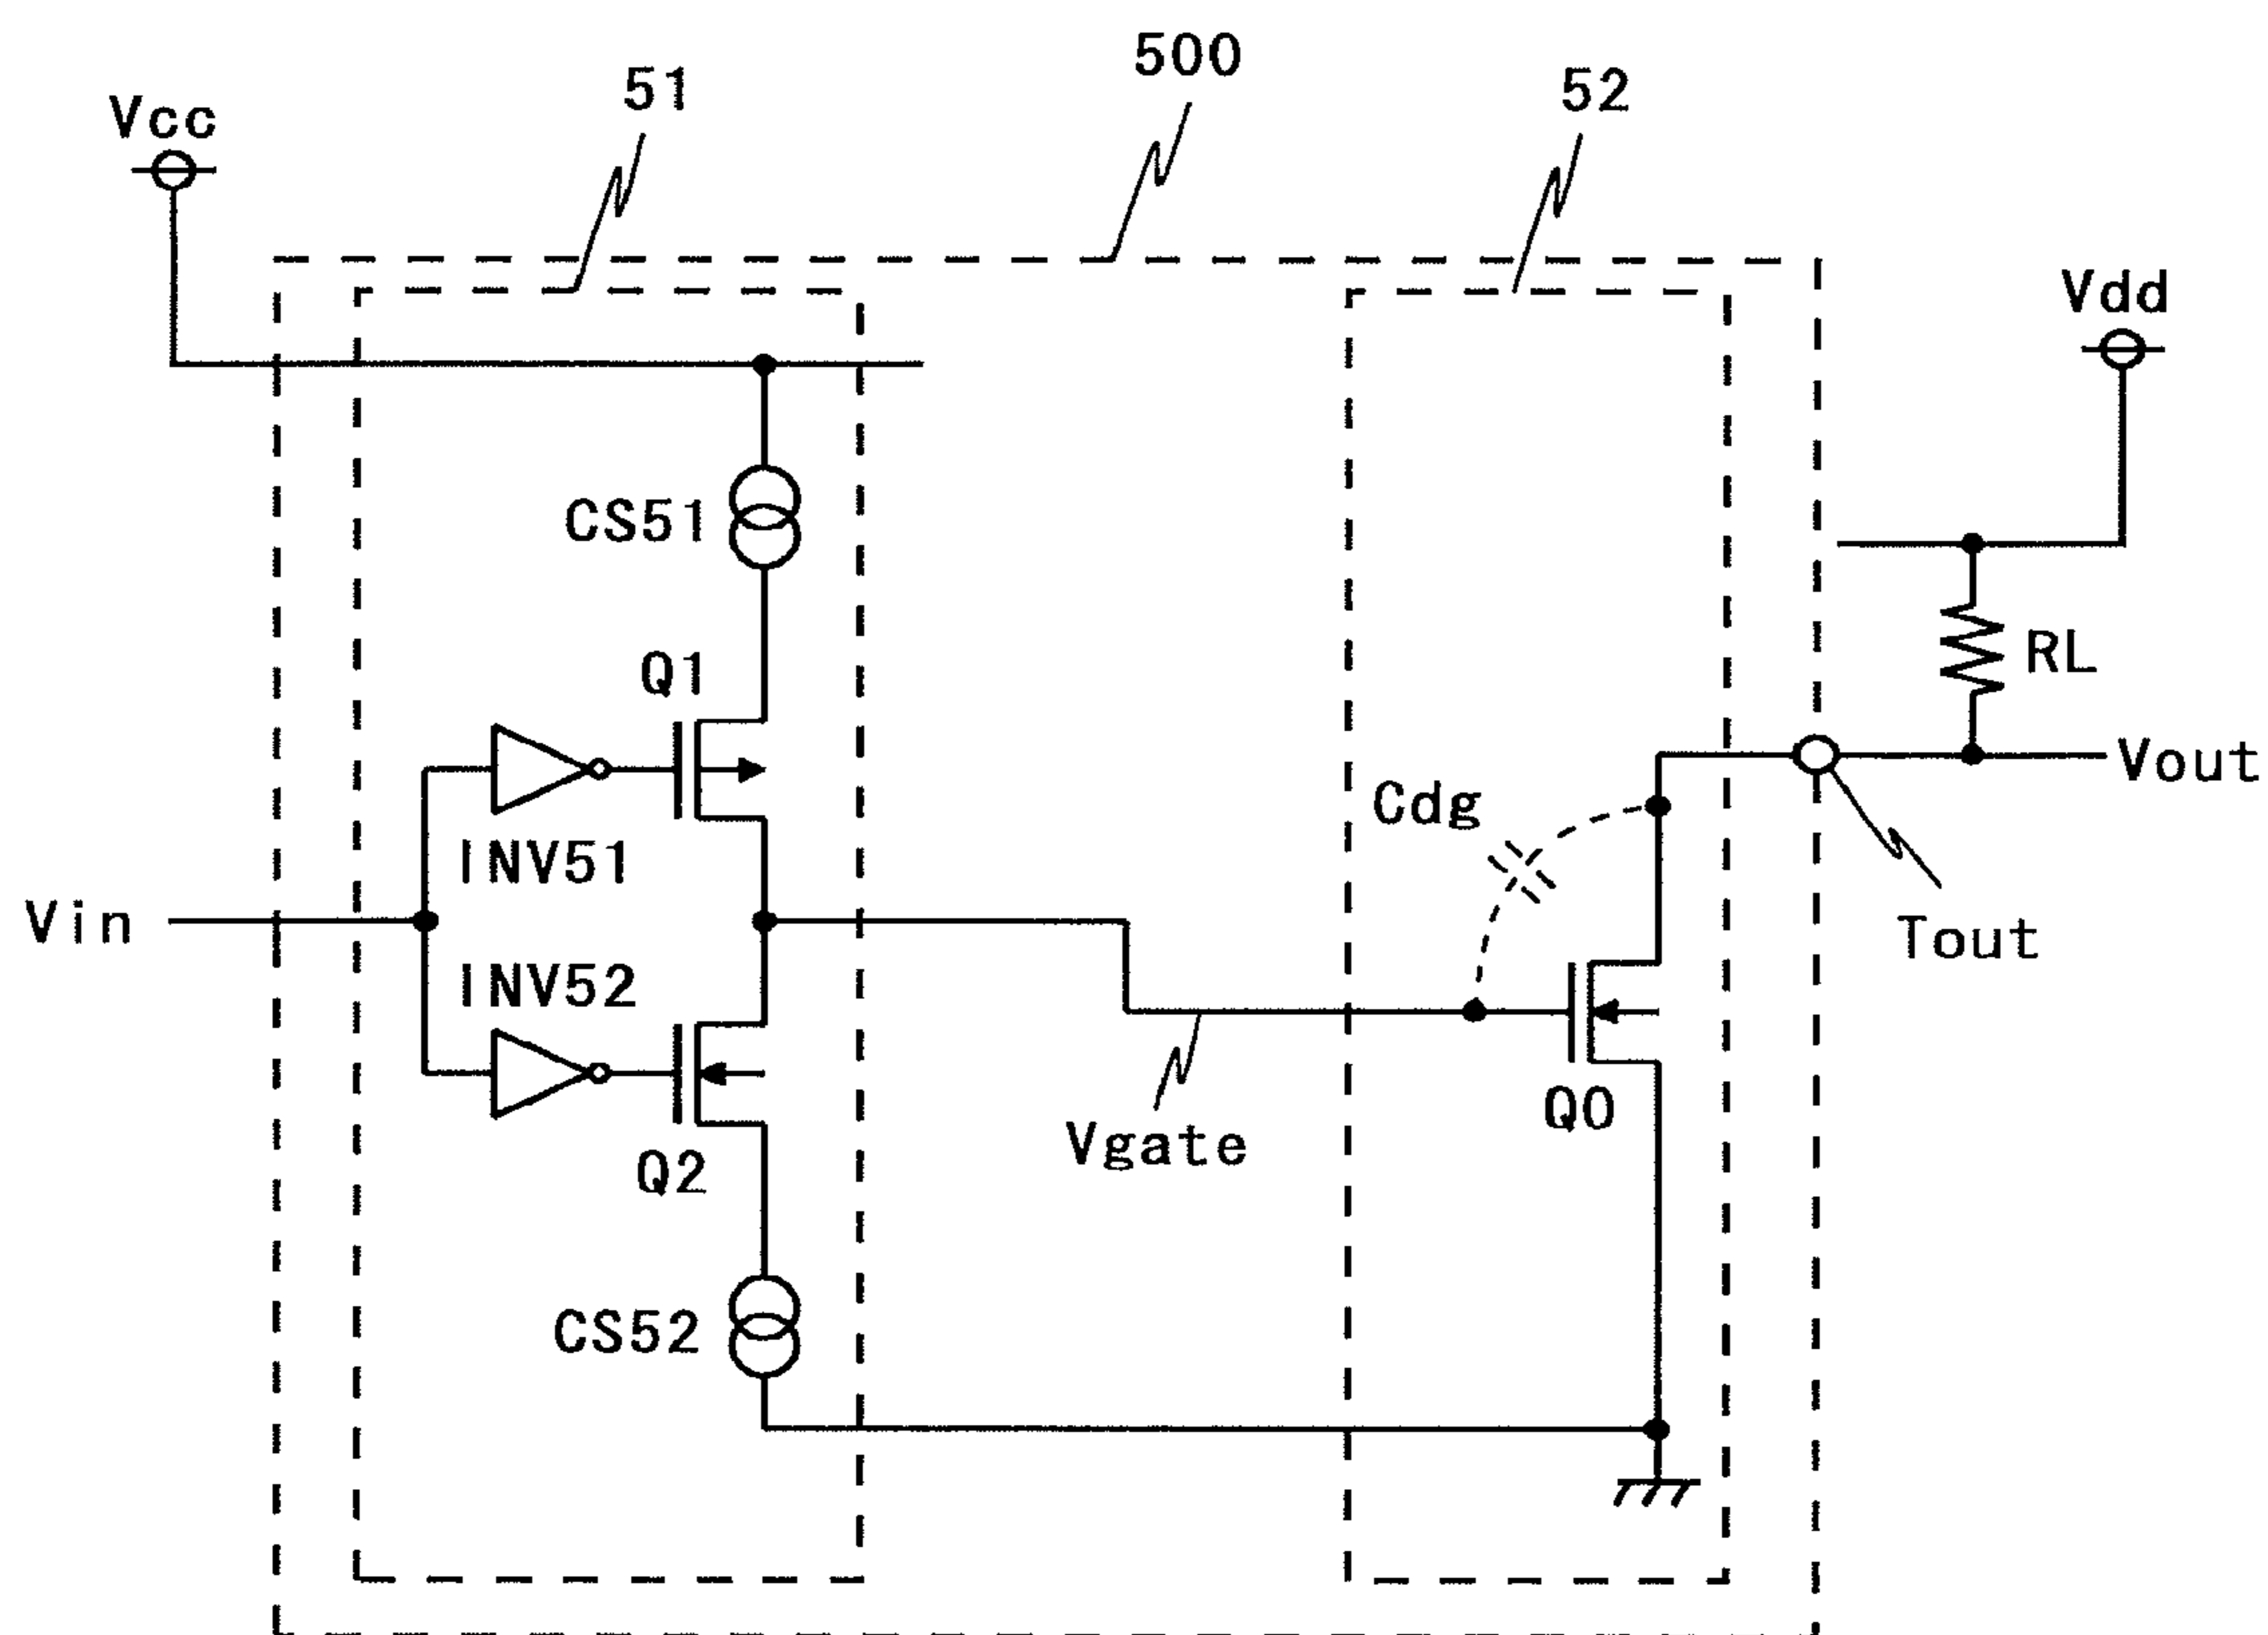 500
51
52
Vcc
Vdd
CS51
Q1
RL
Vout
Cdg
INV51
Vin
Tout
INV52
Q0
Vgate
Q2
CS52